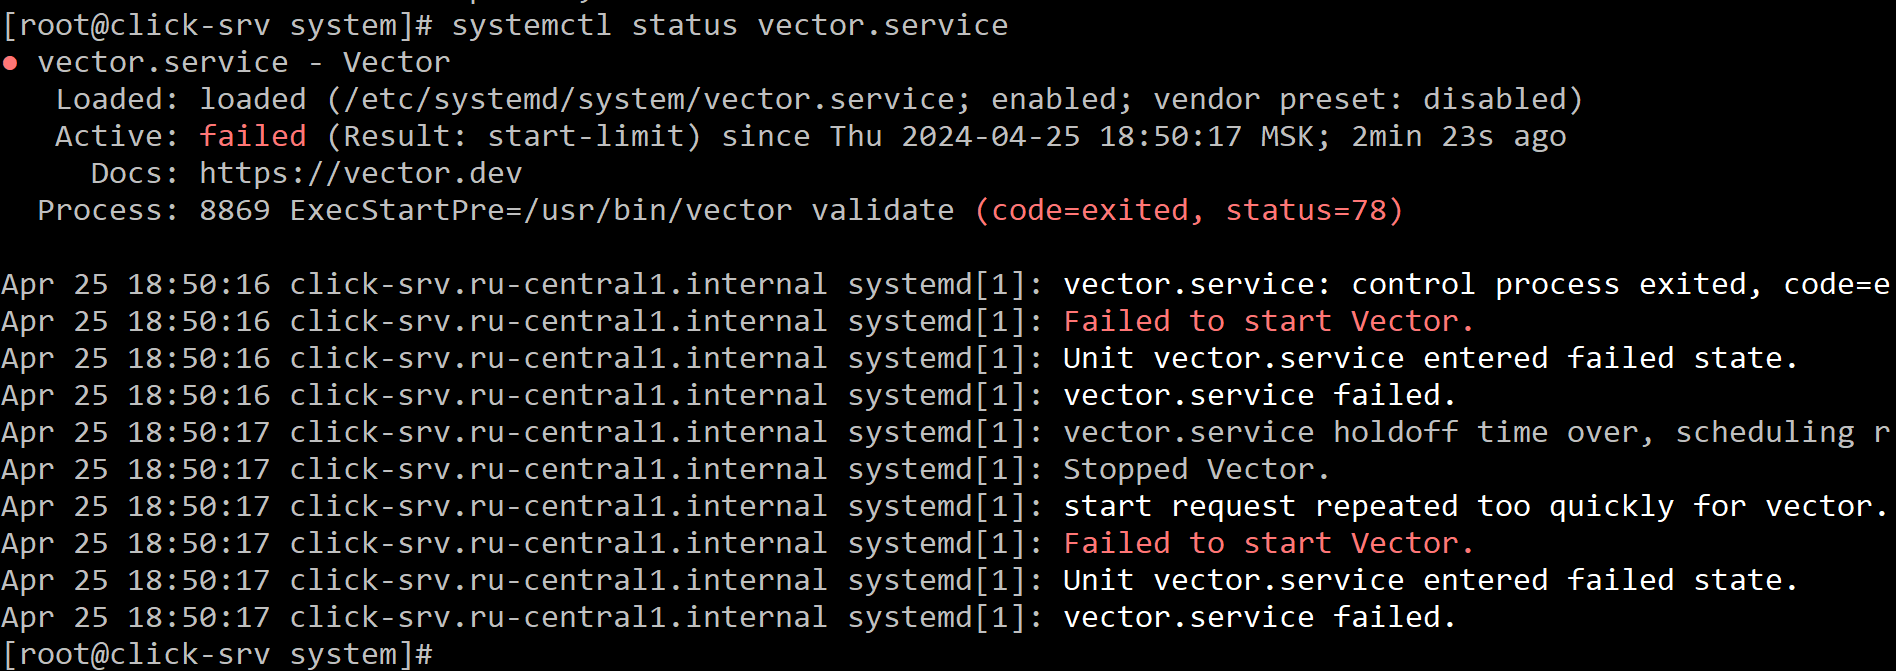 [root@click-srv system]# systemctl status vector.service
● vector.service - Vector
   Loaded: loaded (/etc/systemd/system/vector.service; enabled; vendor preset: disabled)
   Active: failed (Result: start-limit) since Thu 2024-04-25 18:50:17 MSK; 2min 23s ago
     Docs: https://vector.dev
  Process: 8869 ExecStartPre=/usr/bin/vector validate (code=exited, status=78)

Apr 25 18:50:16 click-srv.ru-central1.internal systemd[1]: vector.service: control process exited, code=e
Apr 25 18:50:16 click-srv.ru-central1.internal systemd[1]: Failed to start Vector.
Apr 25 18:50:16 click-srv.ru-central1.internal systemd[1]: Unit vector.service entered failed state.
Apr 25 18:50:16 click-srv.ru-central1.internal systemd[1]: vector.service failed.
Apr 25 18:50:17 click-srv.ru-central1.internal systemd[1]: vector.service holdoff time over, scheduling r
Apr 25 18:50:17 click-srv.ru-central1.internal systemd[1]: Stopped Vector.
Apr 25 18:50:17 click-srv.ru-central1.internal systemd[1]: start request repeated too quickly for vector.
Apr 25 18:50:17 click-srv.ru-central1.internal systemd[1]: Failed to start Vector.
Apr 25 18:50:17 click-srv.ru-central1.internal systemd[1]: Unit vector.service entered failed state.
Apr 25 18:50:17 click-srv.ru-central1.internal systemd[1]: vector.service failed.
[root@click-srv system]#